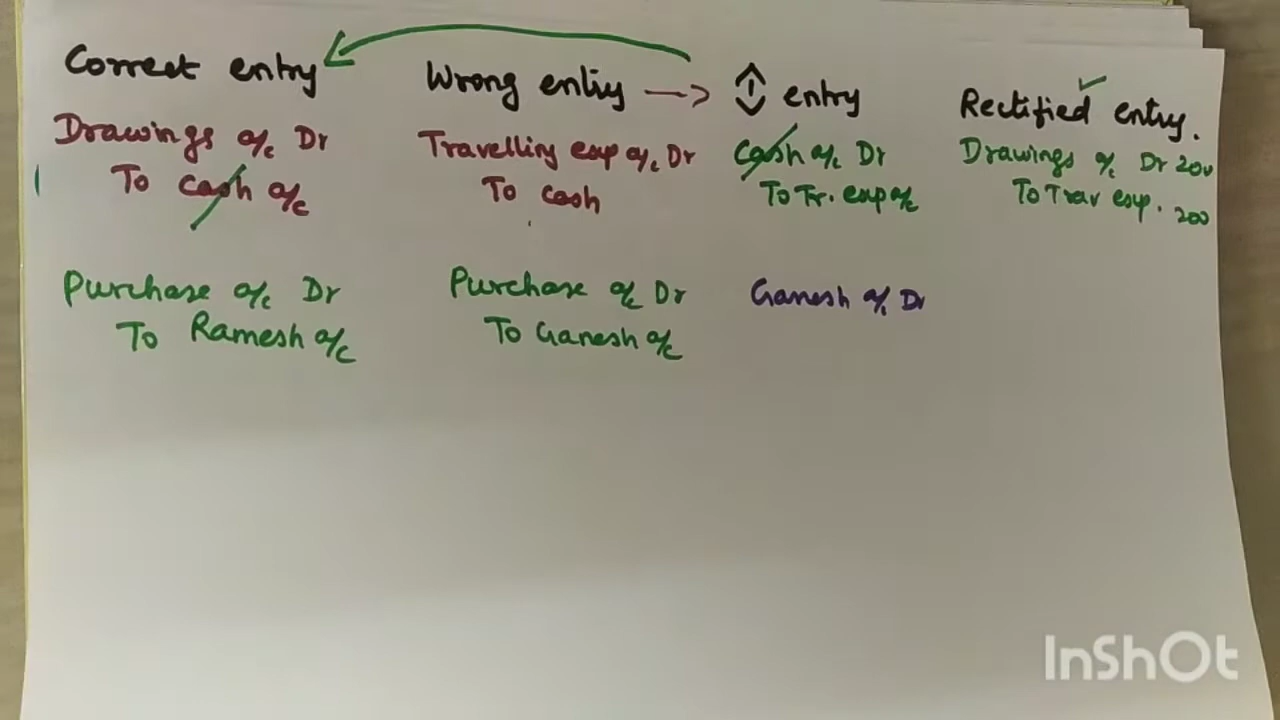 Correct entry
Wrong entry → ↕ entry
Rectified entry.
Drawings a/c Dr
To cash a/c
Travelling exp a/c Dr
To cash
cash a/c Dr
To Tr. exp a/c
Drawings a/c Dr 200
To Trav exp. 200
1
Purchase a/c Dr
To Ramesh a/c
Purchase a/c Dr
To Ganesh a/c
Ganesh a/c Dr
InShOt